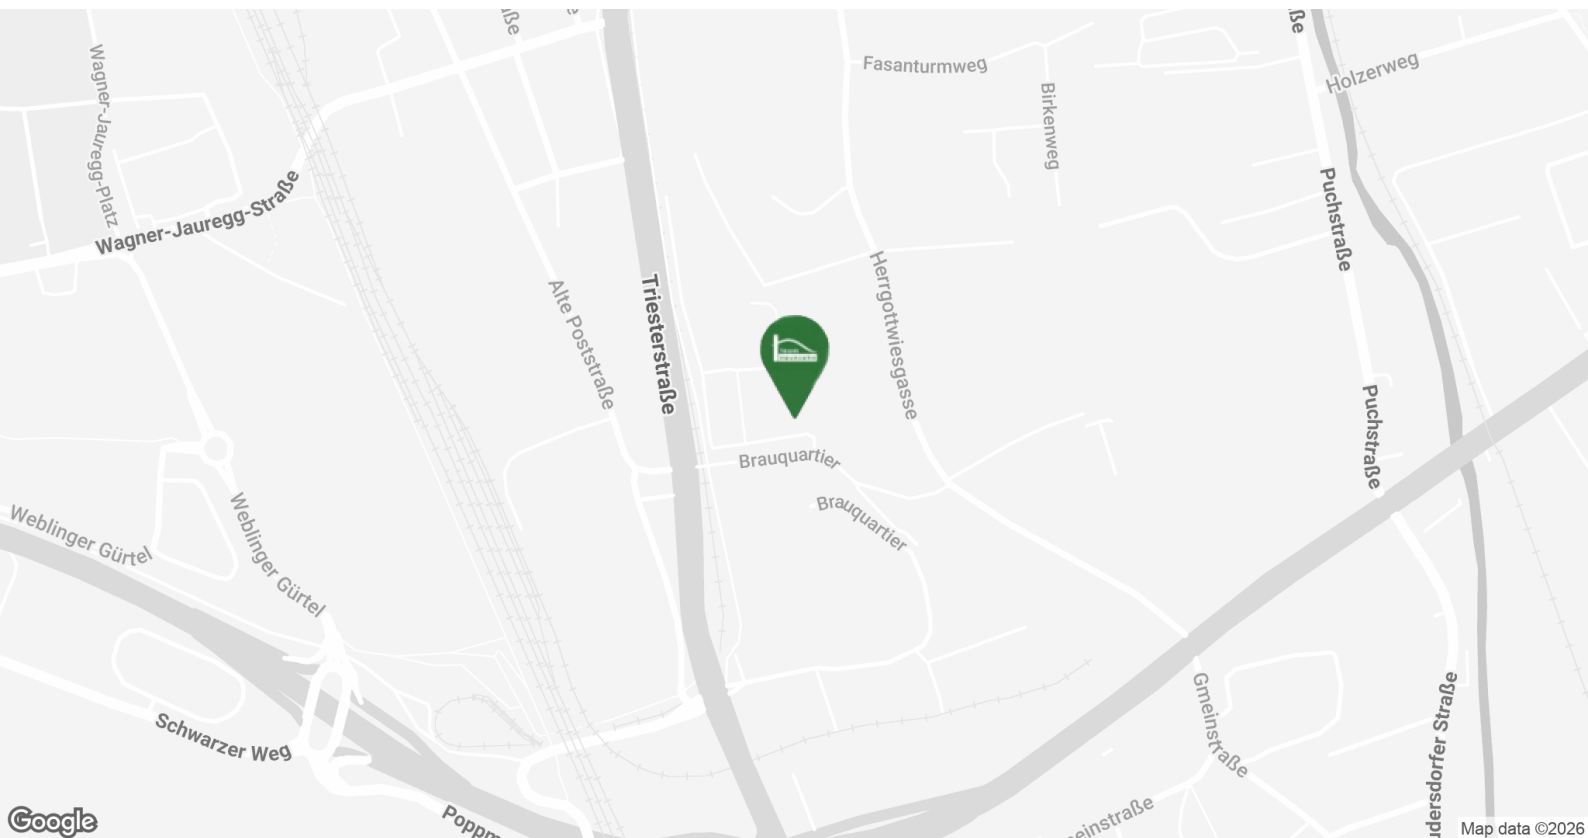 Fasanturmweg
Holzerweg
Wagner-Jauregg-Platz
Birkenweg
Wagner-Jauregg-Straße
Puchstraße
Alte Poststraße
Triesterstraße
Herrgottwiesgasse
Puchstraße
Brauquartier
Brauquartier
Weblinger Gürtel
Weblinger Gürtel
Schwarzer Weg
Gmeinstraße
Google
Map data ©2026